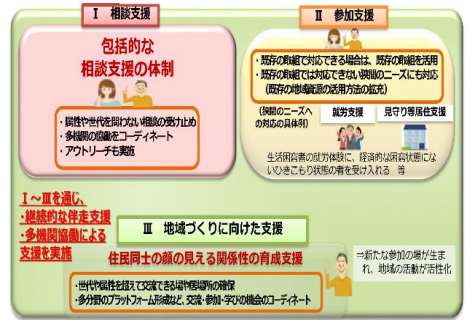 Ⅰ 相談支援
包括的な
相談支援の体制
・属性や世代を問わない相談の受け止め
・多機関の協働をコーディネート
・アウトリーチも実施
Ⅱ 参加支援
・既存の取組で対応できる場合は、既存の取組を活用
・既存の取組では対応できない狭間のニーズにも対応
(既存の地域資源の活用方法の拡充)
(狭間のニーズへ
の対応の具体例)
就労支援
見守り等居住支援
生活困窮者の就労体験に、経済的な困窮状態にな
いひきこもり状態の者を受け入れる 等
Ⅰ~Ⅲを通じ、
・継続的な伴走支援
・多機関協働による
支援を実施
Ⅲ 地域づくりに向けた支援
住民同士の顔の見える関係性の育成支援
・世代や属性を超えて交流できる場や居場所の確保
・多分野のプラットフォーム形成など、交流・参加・学びの機会のコーディネート
⇒新たな参加の場が生ま
れ、地域の活動が活性化